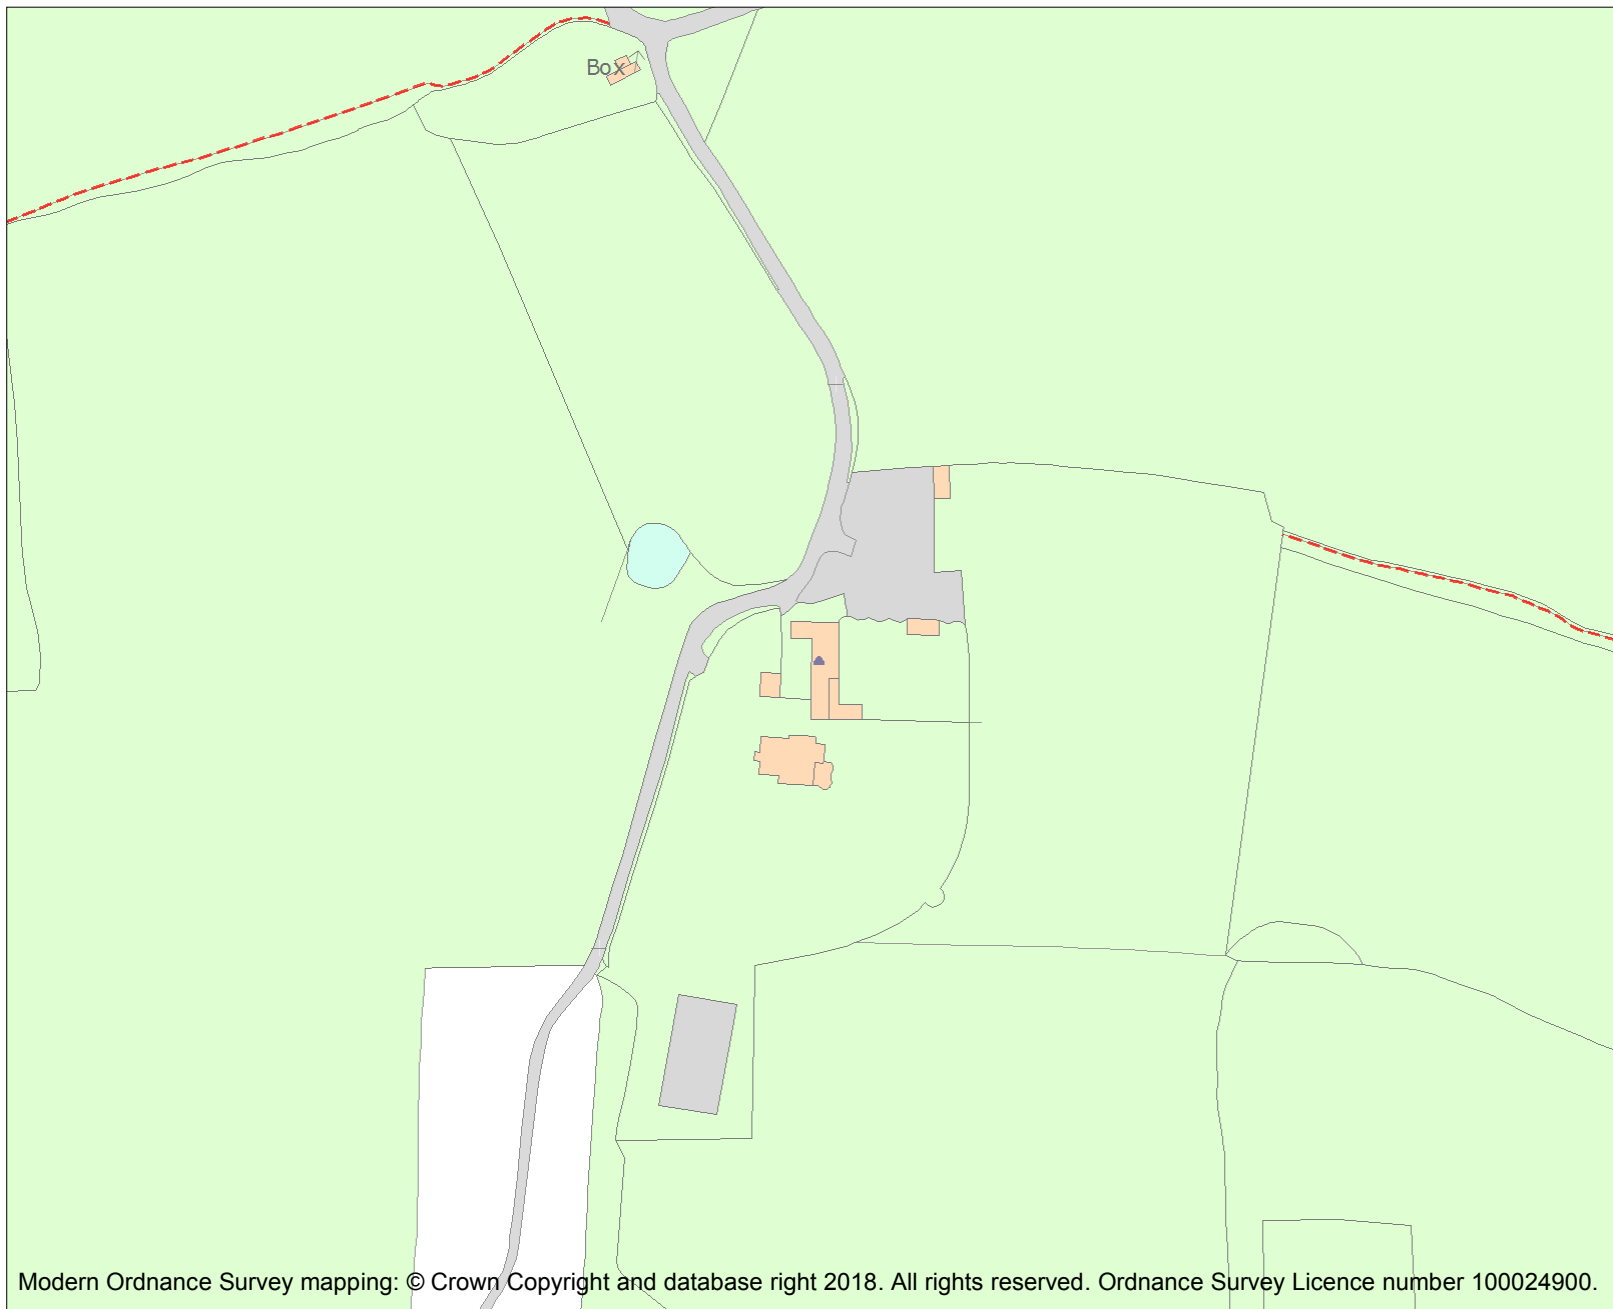 Box
Modern Ordnance Survey mapping: © Crown Copyright and database right 2018. All rights reserved. Ordnance Survey Licence number 100024900.